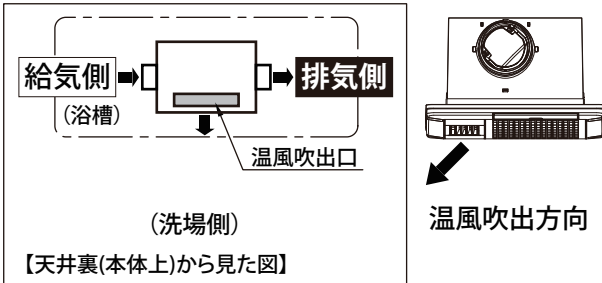 給気側
排気側
(浴槽)
温風吹出口
(洗場側)
【天井裏(本体上)から見た図】
温風吹出方向